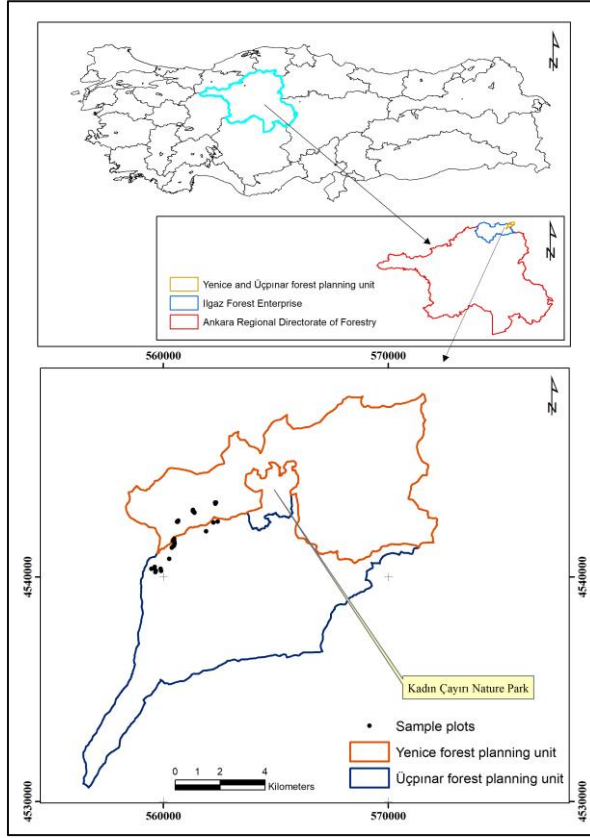 N
N
Yenice and Üçpınar forest planning unit
Ilgaz Forest Enterprise
Ankara Regional Directorate of Forestry
560000
570000
N
4540000
4540000
Kadın Çayırı Nature Park
Sample plots
Yenice forest planning unit
Üçpınar forest planning unit
0 1 2 4
Kilometers
4530000
4530000
560000
570000